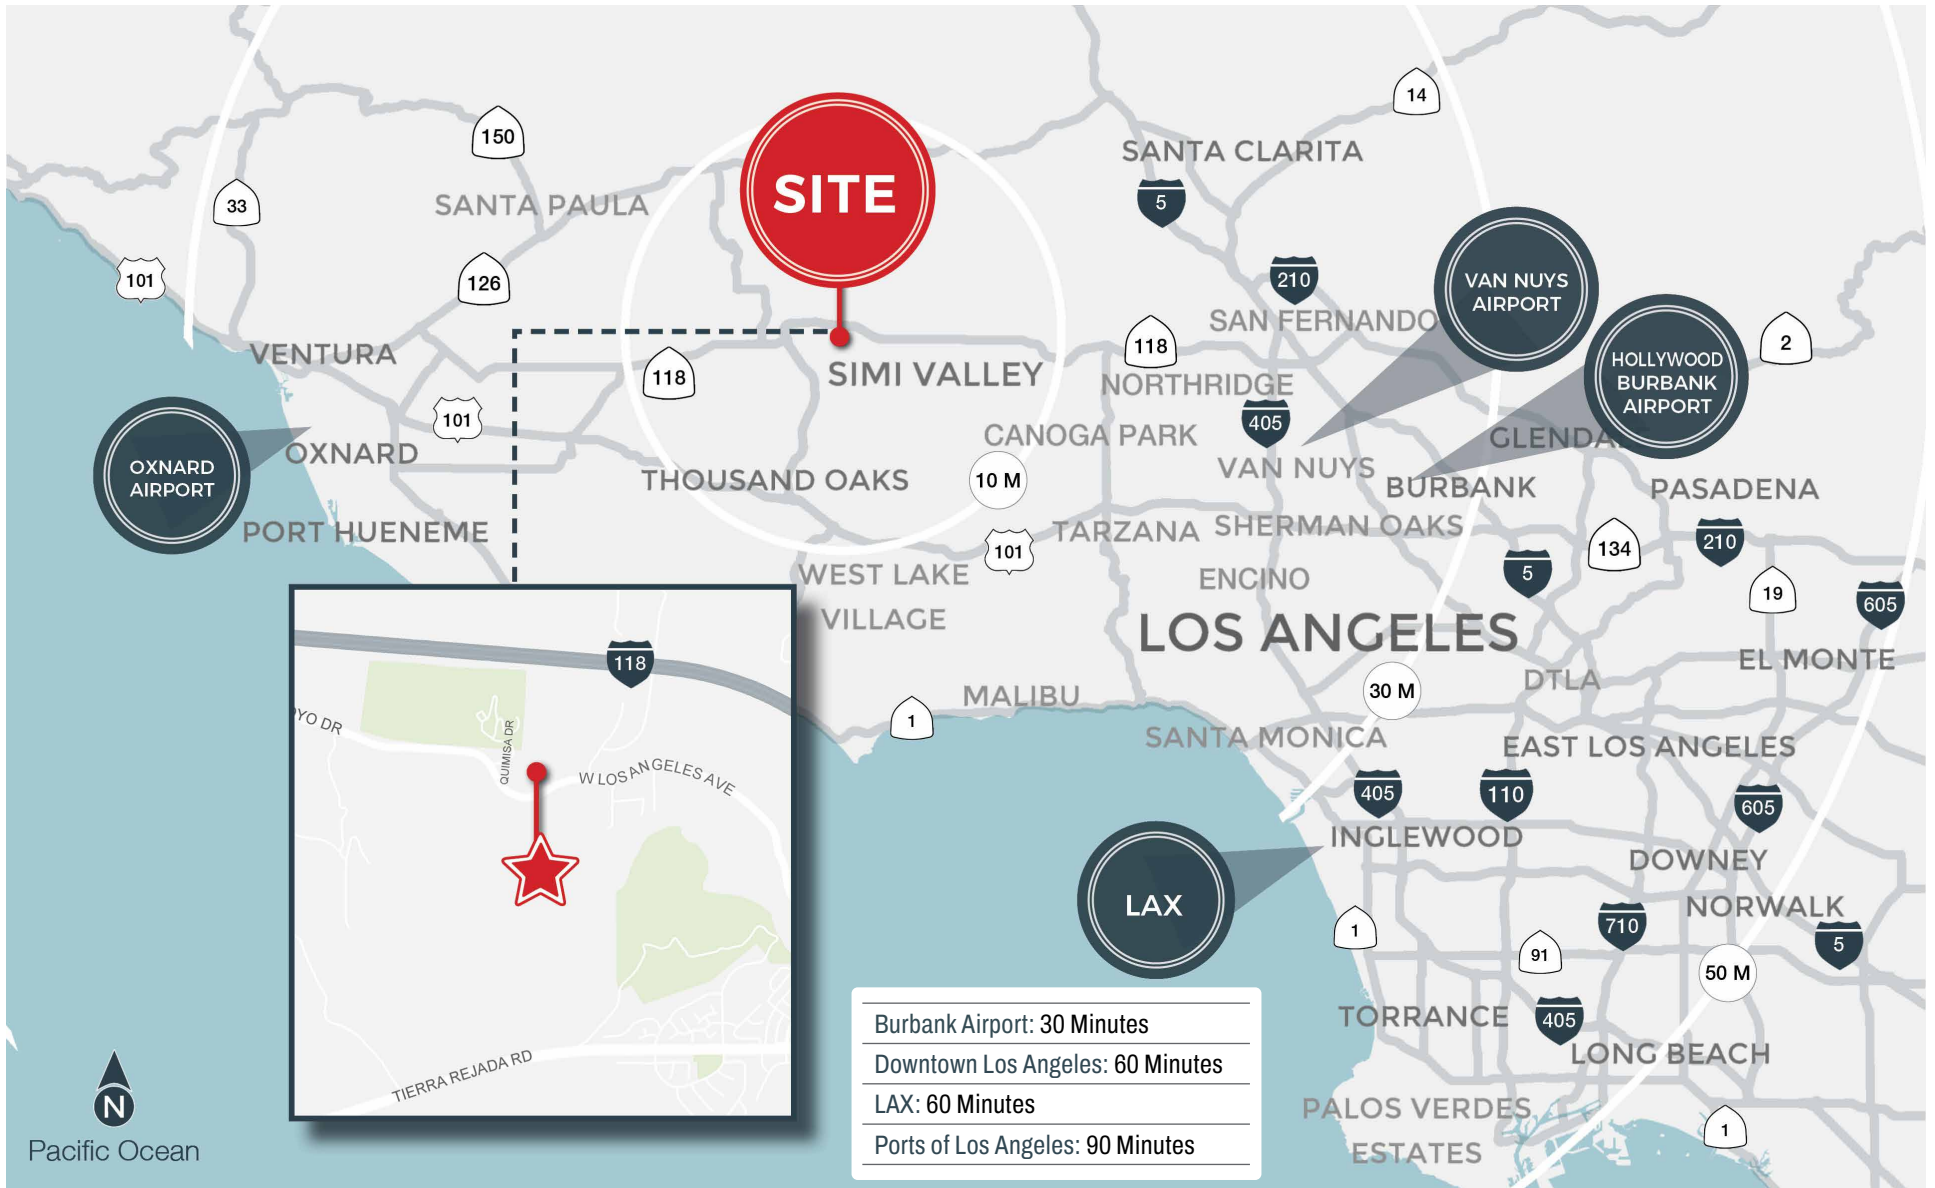 14
150
SITE
SANTA CLARITA
5
33
SANTA PAULA
101
126
210
VAN NUYS
AIRPORT
SAN FERNANDO
HOLLYWOOD
BURBANK
AIRPORT
2
118
VENTURA
118
SIMI VALLEY
NORTHRIDGE
101
405
CANOGA PARK
OXNARD
OXNARD
AIRPORT
VAN NUYS
THOUSAND OAKS
10 M
BURBANK
PASADENA
PORT HUENEME
TARZANA
SHERMAN OAKS
101
134
210
WEST LAKE
VILLAGE
ENCINO
5
19
605
LOS ANGELES
118
EL MONTE
DTLA
30 M
MALIBU
1
SANTA MONICA
EAST LOS ANGELES
QUIMISA DR
W LOS ANGELES AVE
405
110
605
INGLEWOOD
DOWNEY
LAX
NORWALK
1
710
5
91
50 M
TORRANCE
405
LONG BEACH
TIERRA REJADA RD
PALOS VERDES
ESTATES
1
Burbank Airport: 30 Minutes
Downtown Los Angeles: 60 Minutes
LAX: 60 Minutes
Ports of Los Angeles: 90 Minutes
N
Pacific Ocean